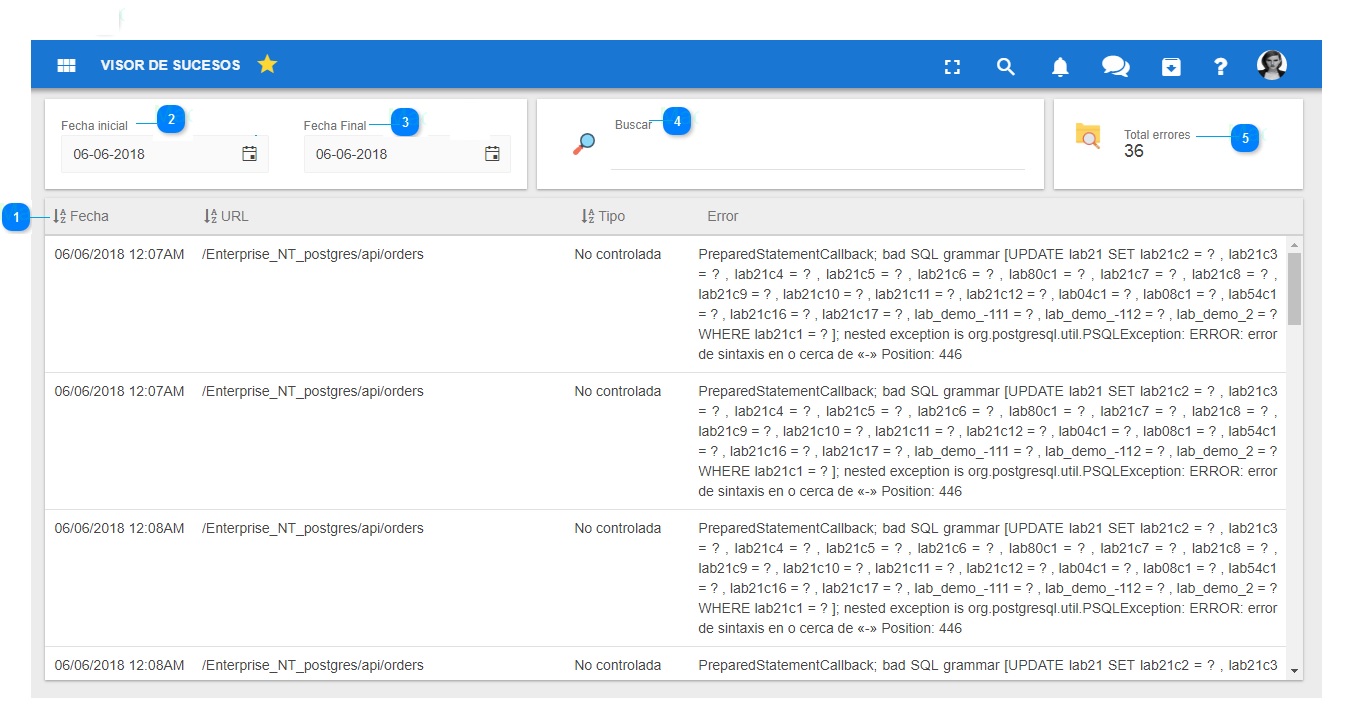 VISOR DE SUCESOS
?
Fecha inicial
2
Fecha Final
3
Buscar
4
Total errores
5
06-06-2018
06-06-2018
36
1
Fecha
URL
Tipo
Error
06/06/2018 12:07AM /Enterprise_NT_postgres/api/orders No controlada PreparedStatementCallback; bad SQL grammar [UPDATE lab21 SET lab21c2 = ? , lab21c3
= ? , lab21c4 = ? , lab21c5 = ? , lab21c6 = ? , lab80c1 = ? , lab21c7 = ? , lab21c8 = ? ,
lab21c9 = ? , lab21c10 = ? , lab21c11 = ? , lab21c12 = ? , lab04c1 = ? , lab08c1 = ? , lab54c1
= ? , lab21c16 = ? , lab21c17 = ? , lab_demo_-111 = ? , lab_demo_-112 = ? , lab_demo_2 = ?
WHERE lab21c1 = ? ]; nested exception is org.postgresql.util.PSQLException: ERROR: error
de sintaxis en o cerca de «-» Position: 446
06/06/2018 12:07AM /Enterprise_NT_postgres/api/orders No controlada PreparedStatementCallback; bad SQL grammar [UPDATE lab21 SET lab21c2 = ? , lab21c3
= ? , lab21c4 = ? , lab21c5 = ? , lab21c6 = ? , lab80c1 = ? , lab21c7 = ? , lab21c8 = ? ,
lab21c9 = ? , lab21c10 = ? , lab21c11 = ? , lab21c12 = ? , lab04c1 = ? , lab08c1 = ? , lab54c1
= ? , lab21c16 = ? , lab21c17 = ? , lab_demo_-111 = ? , lab_demo_-112 = ? , lab_demo_2 = ?
WHERE lab21c1 = ? ]; nested exception is org.postgresql.util.PSQLException: ERROR: error
de sintaxis en o cerca de «-» Position: 446
06/06/2018 12:08AM /Enterprise_NT_postgres/api/orders No controlada PreparedStatementCallback; bad SQL grammar [UPDATE lab21 SET lab21c2 = ? , lab21c3
= ? , lab21c4 = ? , lab21c5 = ? , lab21c6 = ? , lab80c1 = ? , lab21c7 = ? , lab21c8 = ? ,
lab21c9 = ? , lab21c10 = ? , lab21c11 = ? , lab21c12 = ? , lab04c1 = ? , lab08c1 = ? , lab54c1
= ? , lab21c16 = ? , lab21c17 = ? , lab_demo_-111 = ? , lab_demo_-112 = ? , lab_demo_2 = ?
WHERE lab21c1 = ? ]; nested exception is org.postgresql.util.PSQLException: ERROR: error
de sintaxis en o cerca de «-» Position: 446
06/06/2018 12:08AM /Enterprise_NT_postgres/api/orders No controlada PreparedStatementCallback; bad SQL grammar [UPDATE lab21 SET lab21c2 = ? , lab21c3